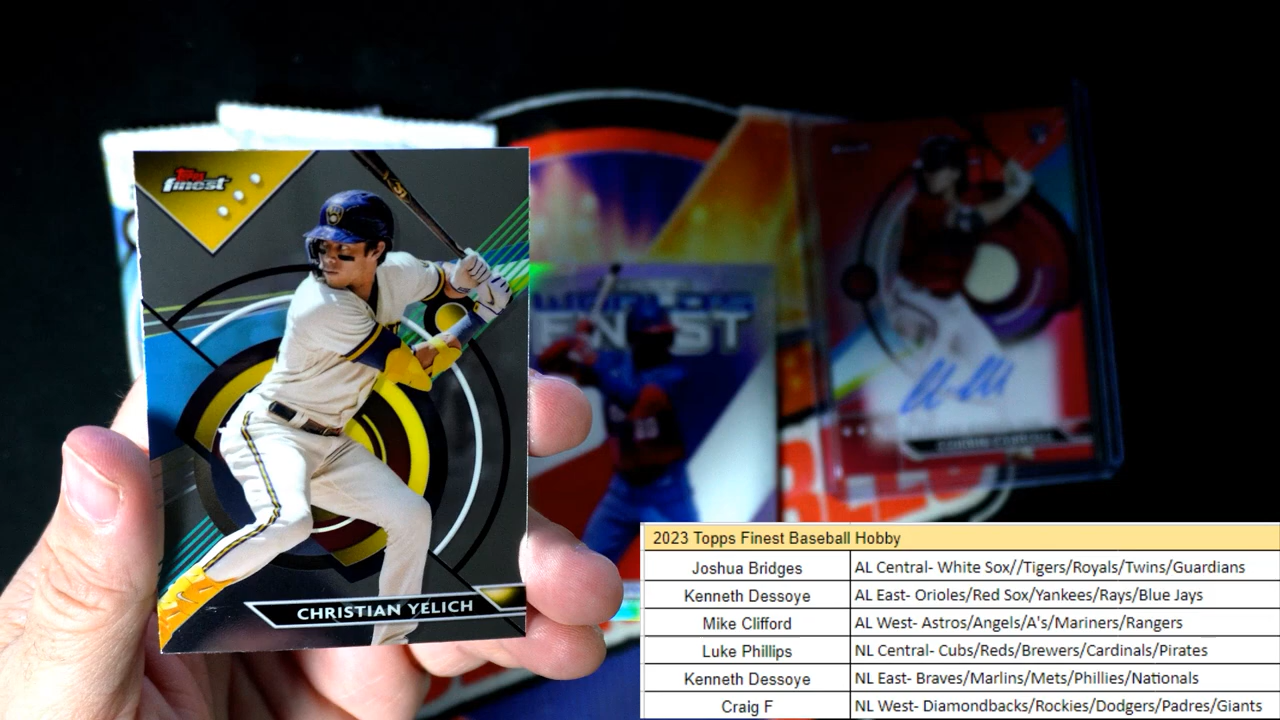 Topps
finest
CHRISTIAN YELICH
WORLD'S
FINEST
2023 Topps Finest Baseball Hobby
Joshua Bridges AL Central- White Sox//Tigers/Royals/Twins/Guardians
Kenneth Dessoye AL East- Orioles/Red Sox/Yankees/Rays/Blue Jays
Mike Clifford AL West- Astros/Angels/A's/Mariners/Rangers
Luke Phillips NL Central- Cubs/Reds/Brewers/Cardinals/Pirates
Kenneth Dessoye NL East- Braves/Marlins/Mets/Phillies/Nationals
Craig F NL West- Diamondbacks/Rockies/Dodgers/Padres/Giants